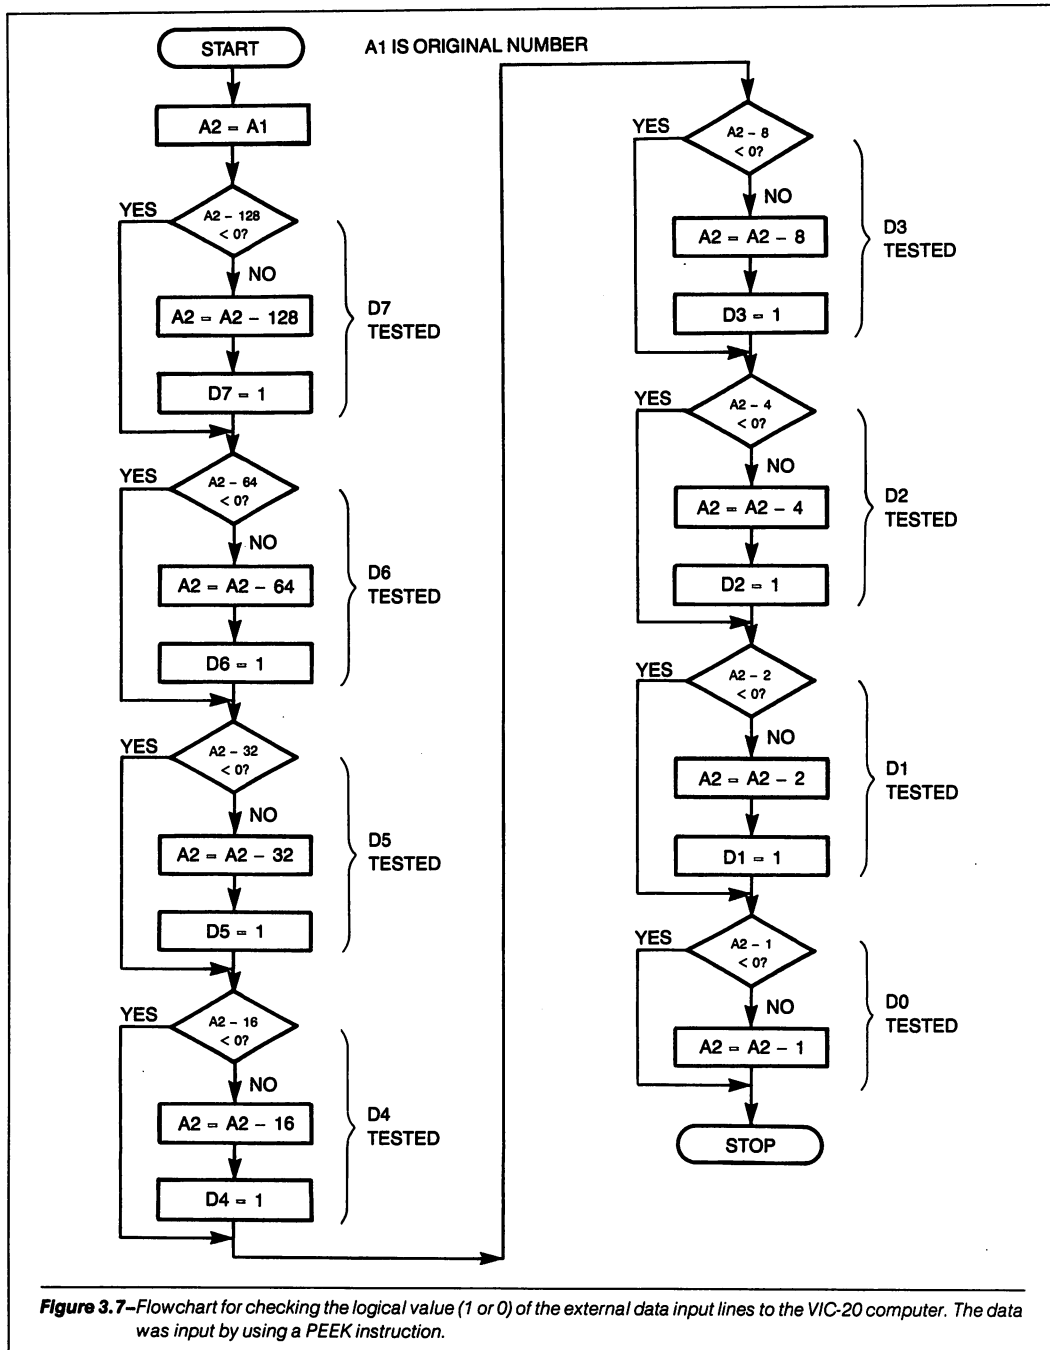 START
A1 IS ORIGINAL NUMBER
A2 = A1
YES
A2 – 128
< 0?
NO
A2 = A2 – 128
D7 = 1
D7
TESTED
YES
A2 – 64
< 0?
NO
A2 = A2 – 64
D6 = 1
D6
TESTED
YES
A2 – 32
< 0?
NO
A2 = A2 – 32
D5 = 1
D5
TESTED
YES
A2 – 16
< 0?
NO
A2 = A2 – 16
D4 = 1
D4
TESTED
YES
A2 – 8
< 0?
NO
A2 = A2 – 8
D3 = 1
D3
TESTED
YES
A2 – 4
< 0?
NO
A2 = A2 – 4
D2 = 1
D2
TESTED
YES
A2 – 2
< 0?
NO
A2 = A2 – 2
D1 = 1
D1
TESTED
YES
A2 – 1
< 0?
NO
A2 = A2 – 1
D0
TESTED
STOP
Figure 3.7–Flowchart for checking the logical value (1 or 0) of the external data input lines to the VIC-20 computer. The data
was input by using a PEEK instruction.